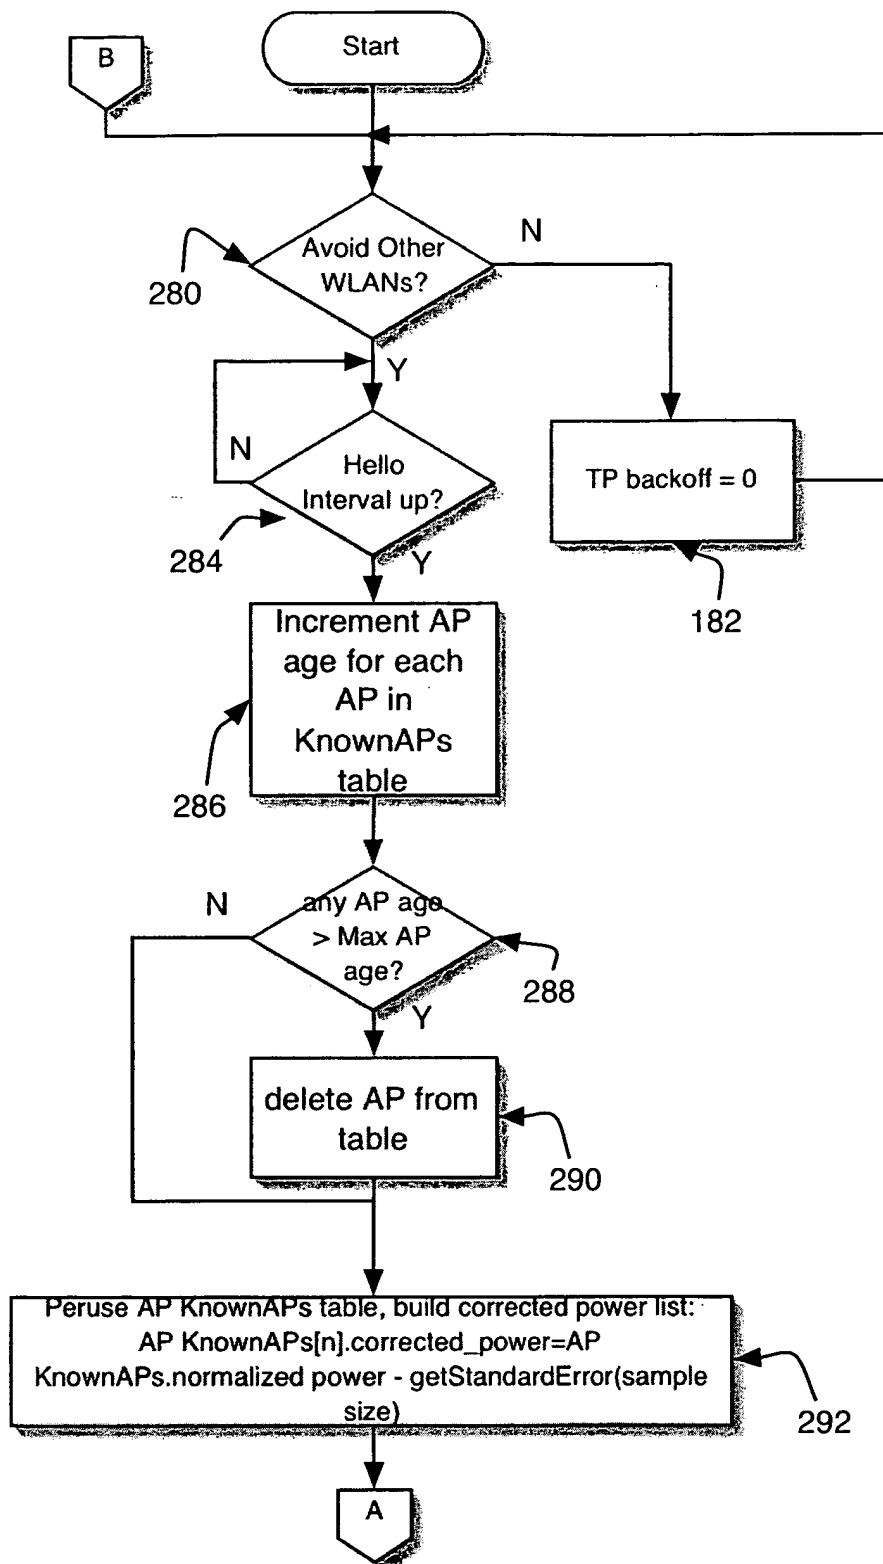 B
Start
Avoid Other
WLANs?
N
280
Y
N
Hello
Interval up?
TP backoff = 0
284
Y
182
Increment AP
age for each
AP in
KnownAPs
table
286
N
any AP age
> Max AP
age?
288
Y
delete AP from
table
290
Peruse AP KnownAPs table, build corrected power list:
AP KnownAPs[n].corrected_power=AP
KnownAPs.normalized power - getStandardError(sample
size)
292
A